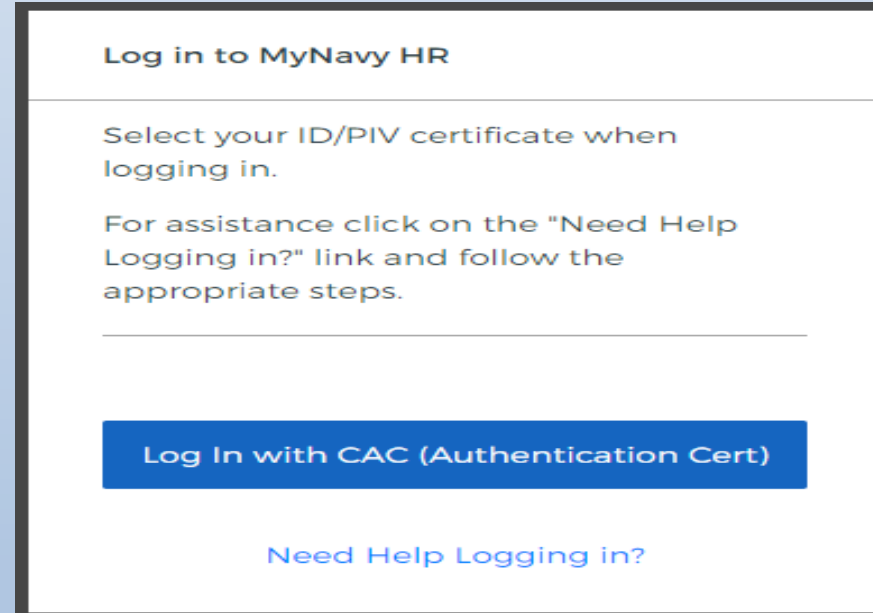 Log in to MyNavy HR
Select your ID/PIV certificate when
logging in.
For assistance click on the "Need Help
Logging in?" link and follow the
appropriate steps.
Log In with CAC (Authentication Cert)
Need Help Logging in?